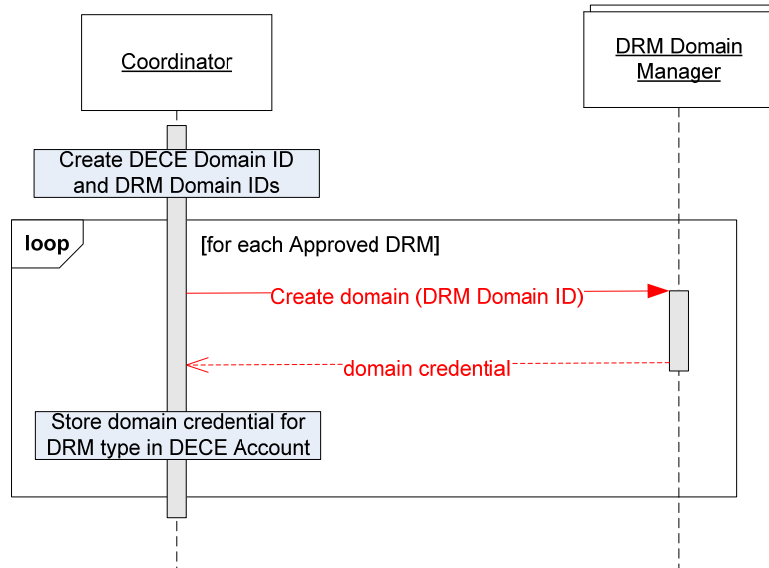 Coordinator
DRM Domain
Manager
Create DECE Domain ID
and DRM Domain IDs
loop
[for each Approved DRM]
Create domain (DRM Domain ID)
domain credential
Store domain credential for
DRM type in DECE Account